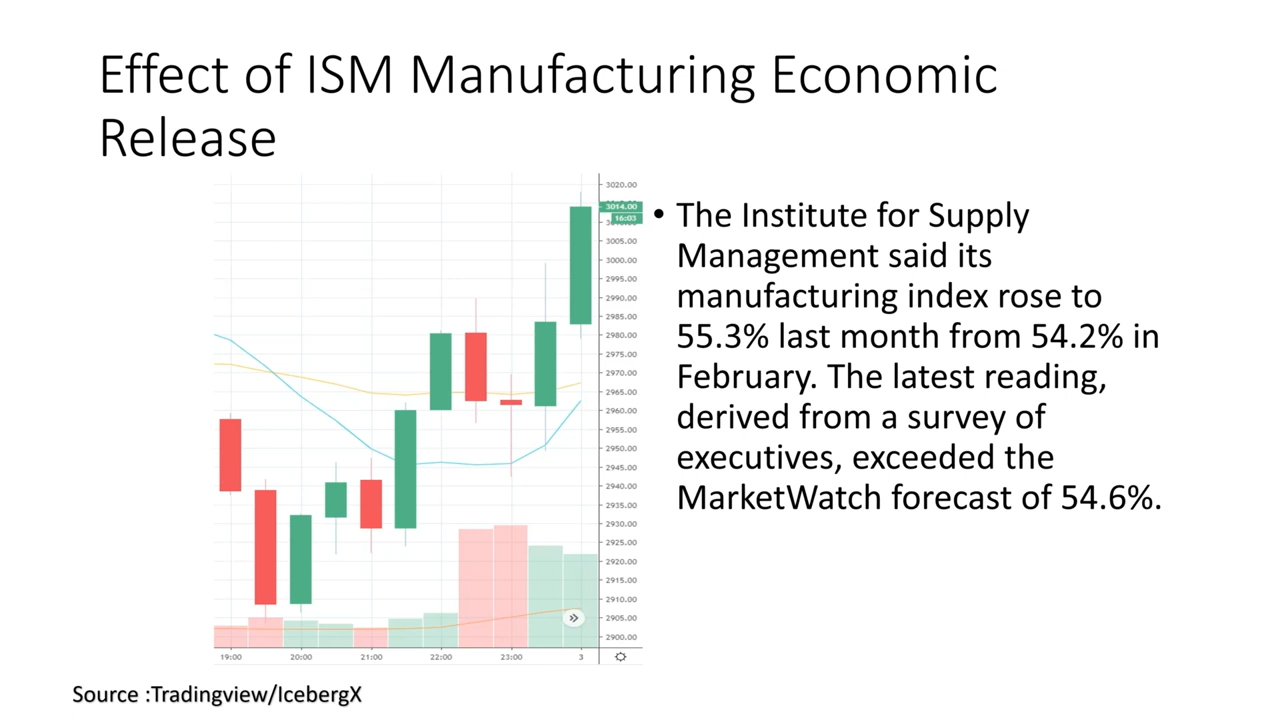 Effect of ISM Manufacturing Economic
Release
3020.00
3014.00
16:03
3005.00
3000.00
2995.00
2990.00
2985.00
2980.00
2975.00
2970.00
2965.00
2960.00
2955.00
2950.00
2945.00
2940.00
2935.00
2930.00
2925.00
2920.00
2915.00
2910.00
2905.00
2900.00
19:00 20:00 21:00 22:00 23:00 3
• The Institute for Supply
Management said its
manufacturing index rose to
55.3% last month from 54.2% in
February. The latest reading,
derived from a survey of
executives, exceeded the
MarketWatch forecast of 54.6%.
Source :Tradingview/IcebergX